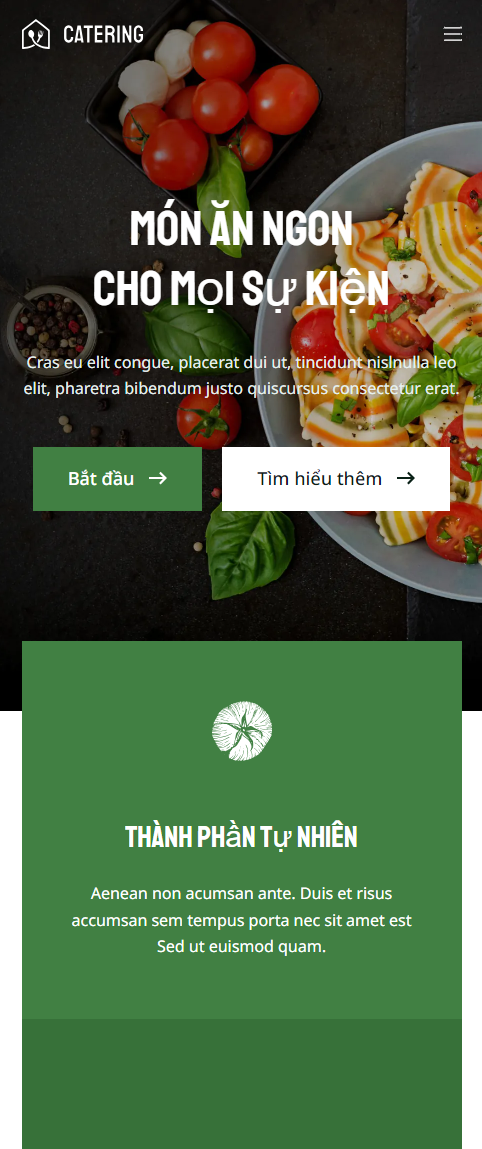 CATERING
MÓN ĂN NGON
CHO MọI Sự KIỆN
Cras eu elit congue, placerat dui ut, tincidunt nislnulla leo
elit, pharetra bibendum justo quiscursus consectetur erat.
Bắt đầu
Tìm hiểu thêm
THÀNH PHầN Tự NHIÊN
Aenean non acumsan ante. Duis et risus
accumsan sem tempus porta nec sit amet est
Sed ut euismod quam.